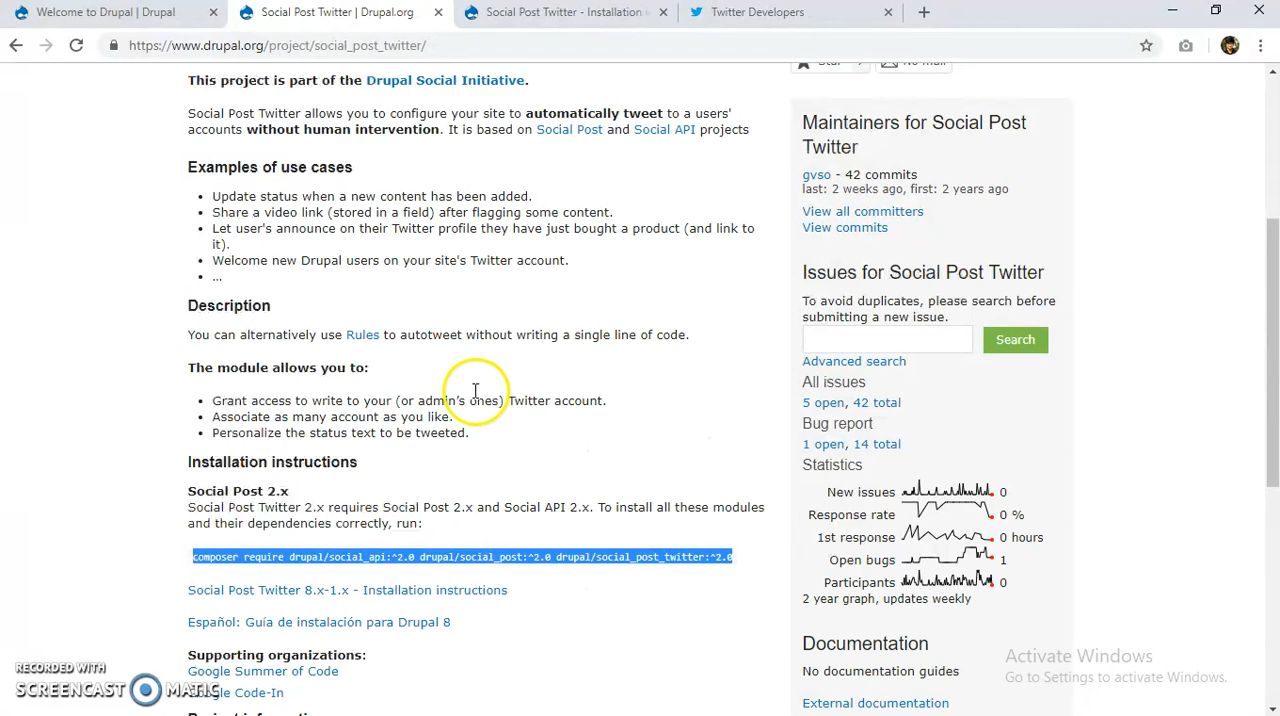 Welcome to Drupal | Drupal
Social Post Twitter | Drupal.org
Social Post Twitter - Installation
Twitter Developers
https://www.drupal.org/project/social_post_twitter/
This project is part of the Drupal Social Initiative.
Social Post Twitter allows you to configure your site to automatically tweet to a users'
accounts without human intervention. It is based on Social Post and Social API projects
Examples of use cases
• Update status when a new content has been added.
• Share a video link (stored in a field) after flagging some content.
• Let user's announce on their Twitter profile they have just bought a product (and link to
it).
• Welcome new Drupal users on your site's Twitter account.
• ...
Description
You can alternatively use Rules to autotweet without writing a single line of code.
The module allows you to:
• Grant access to write to your (or admin's ones) Twitter account.
• Associate as many account as you like.
• Personalize the status text to be tweeted.
Installation instructions
Social Post 2.x
Social Post Twitter 2.x requires Social Post 2.x and Social API 2.x. To install all these modules
and their dependencies correctly, run:
composer require drupal/social_api:^2.0 drupal/social_post:^2.0 drupal/social_post_twitter:^2.0
Social Post Twitter 8.x-1.x - Installation instructions
Español: Guía de instalación para Drupal 8
Supporting organizations:
Google Summer of Code
Google Code-In
Project information
Maintainers for Social Post
Twitter
gvso - 42 commits
last: 2 weeks ago, first: 2 years ago
View all committers
View commits
Issues for Social Post Twitter
To avoid duplicates, please search before
submitting a new issue.
Search
Advanced search
All issues
5 open, 42 total
Bug report
1 open, 14 total
Statistics
New issues 0
Response rate 0 %
1st response 0 hours
Open bugs 1
Participants 0
2 year graph, updates weekly
Documentation
No documentation guides
External documentation
Activate Windows
Go to Settings to activate Windows.
RECORDED WITH
SCREENCAST MATIC